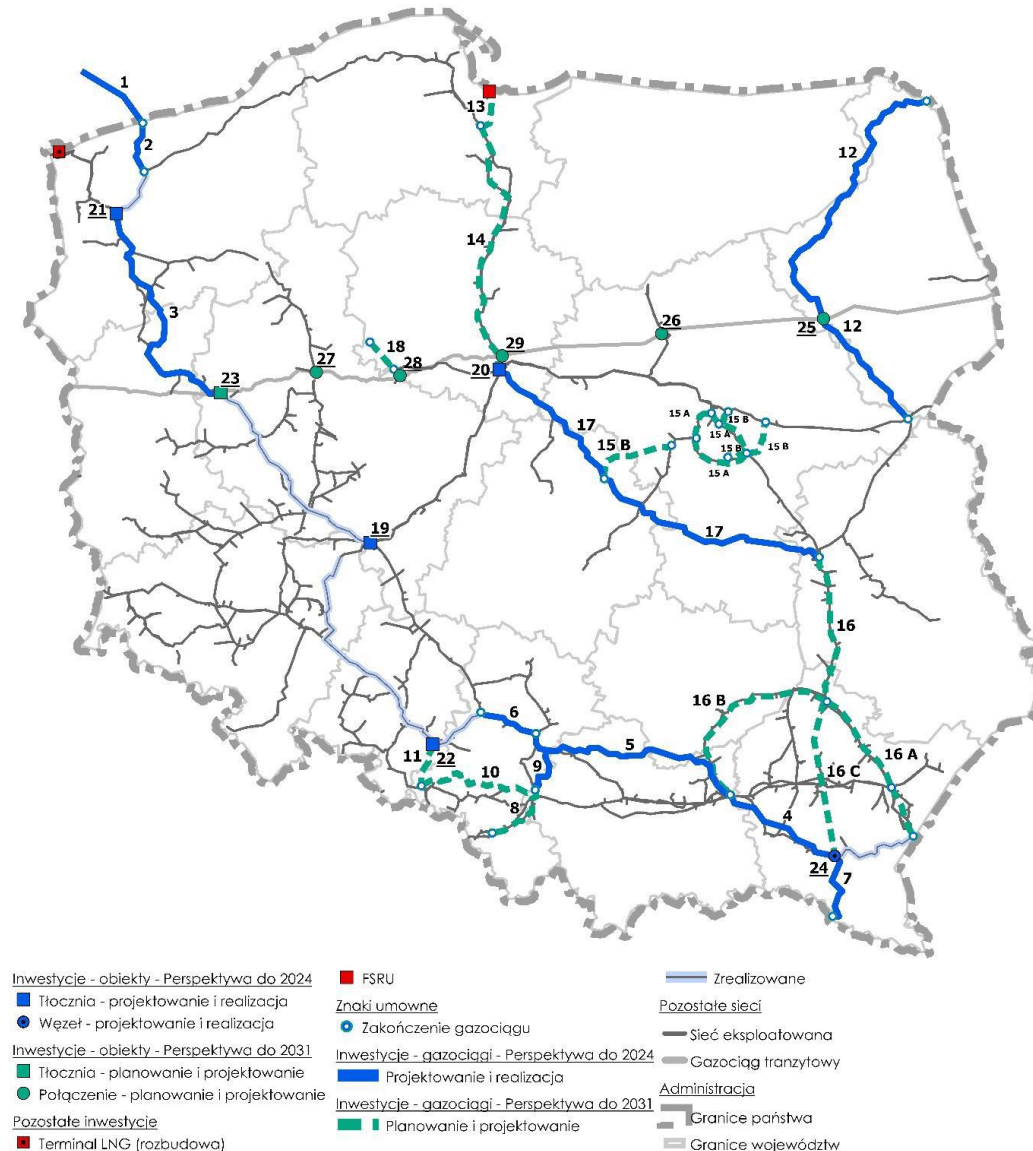 1
13
2
12
21
14
3
26
25
12
29
18
27
28
20
23
17
15 B
15 A
15 B
15 A
15 B
15 B
15 A
19
17
16
16 B
6
5
11
22
9
16 A
10
16 C
8
4
24
7
Inwestycje - obiekty - Perspektywa do 2024
Tłocznia - projektowanie i realizacja
Węzeł - projektowanie i realizacja
Inwestycje - obiekty - Perspektywa do 2031
Tłocznia - planowanie i projektowanie
Połączenie - planowanie i projektowanie
Pozostałe inwestycje
Terminal LNG (rozbudowa)
FSRU
Znaki umowne
Zakończenie gazociągu
Inwestycje - gazociągi - Perspektywa do 2024
Projektowanie i realizacja
Inwestycje - gazociągi - Perspektywa do 2031
Planowanie i projektowanie
Zrealizowane
Pozostałe sieci
Sieć eksploatowana
Gazociąg tranzytowy
Administracja
Granice państwa
Granice województw